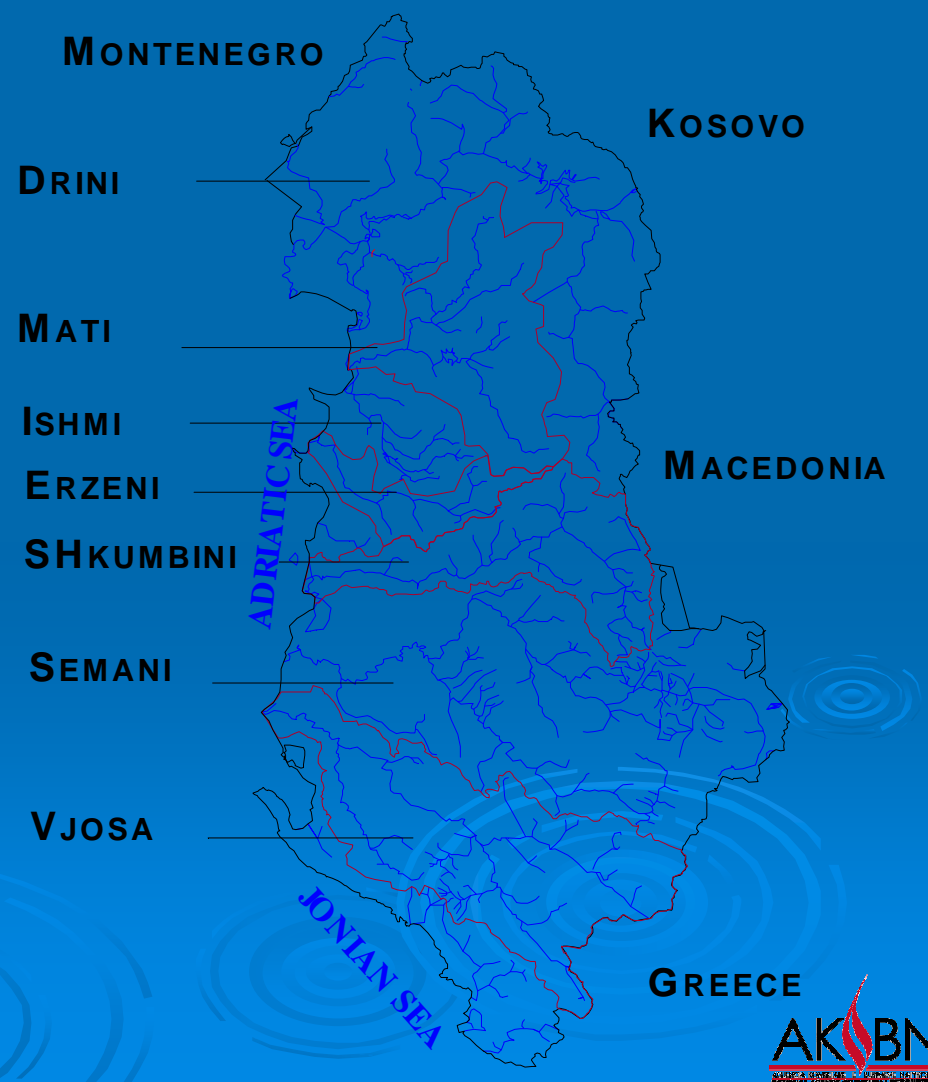 MONTENEGRO
KOSOVO
DRINI
MATI
ISHMI
ADRIATIC SEA
MACEDONIA
ERZENI
SHKUMBINI
SEMANI
VJOSA
JONIAN SEA
GREECE
AKBN